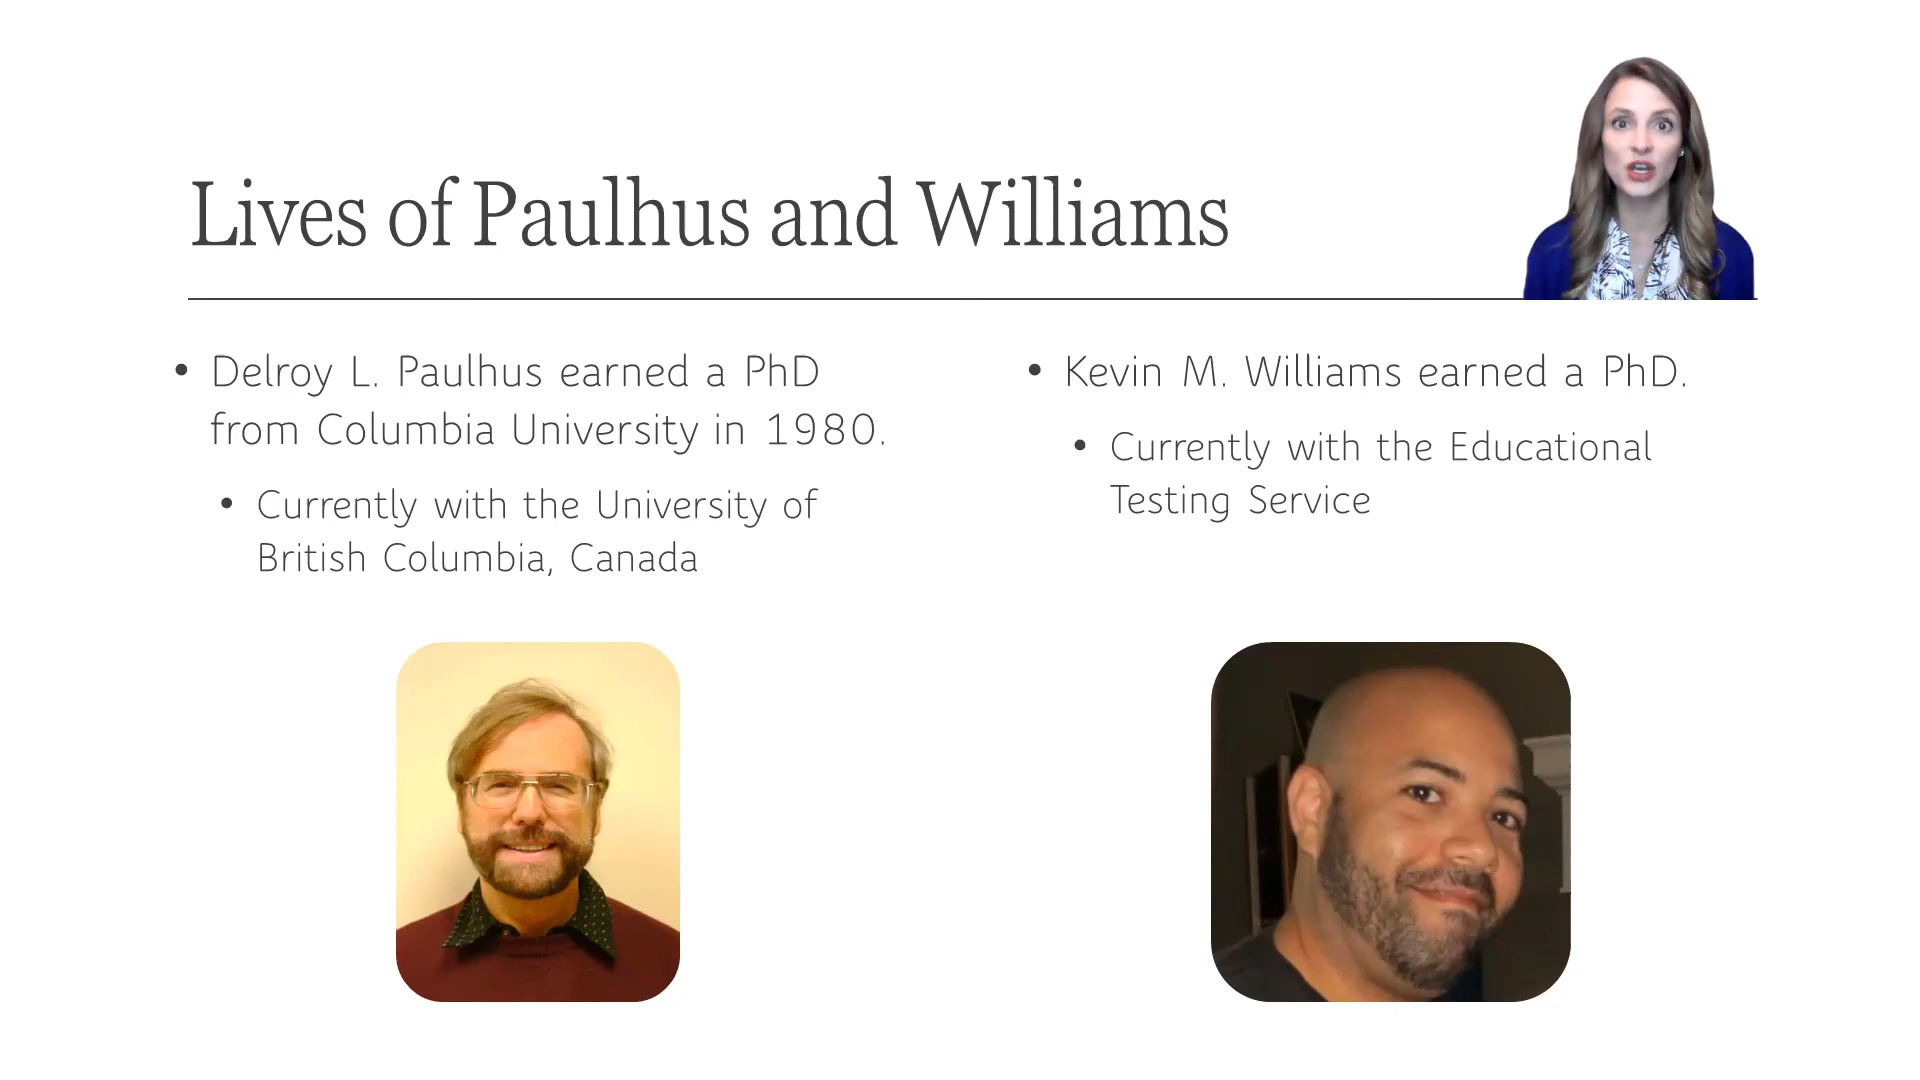 Lives of Paulhus and Williams
• Delroy L. Paulhus earned a PhD
from Columbia University in 1980.
• Currently with the University of
British Columbia, Canada
• Kevin M. Williams earned a PhD.
• Currently with the Educational
Testing Service